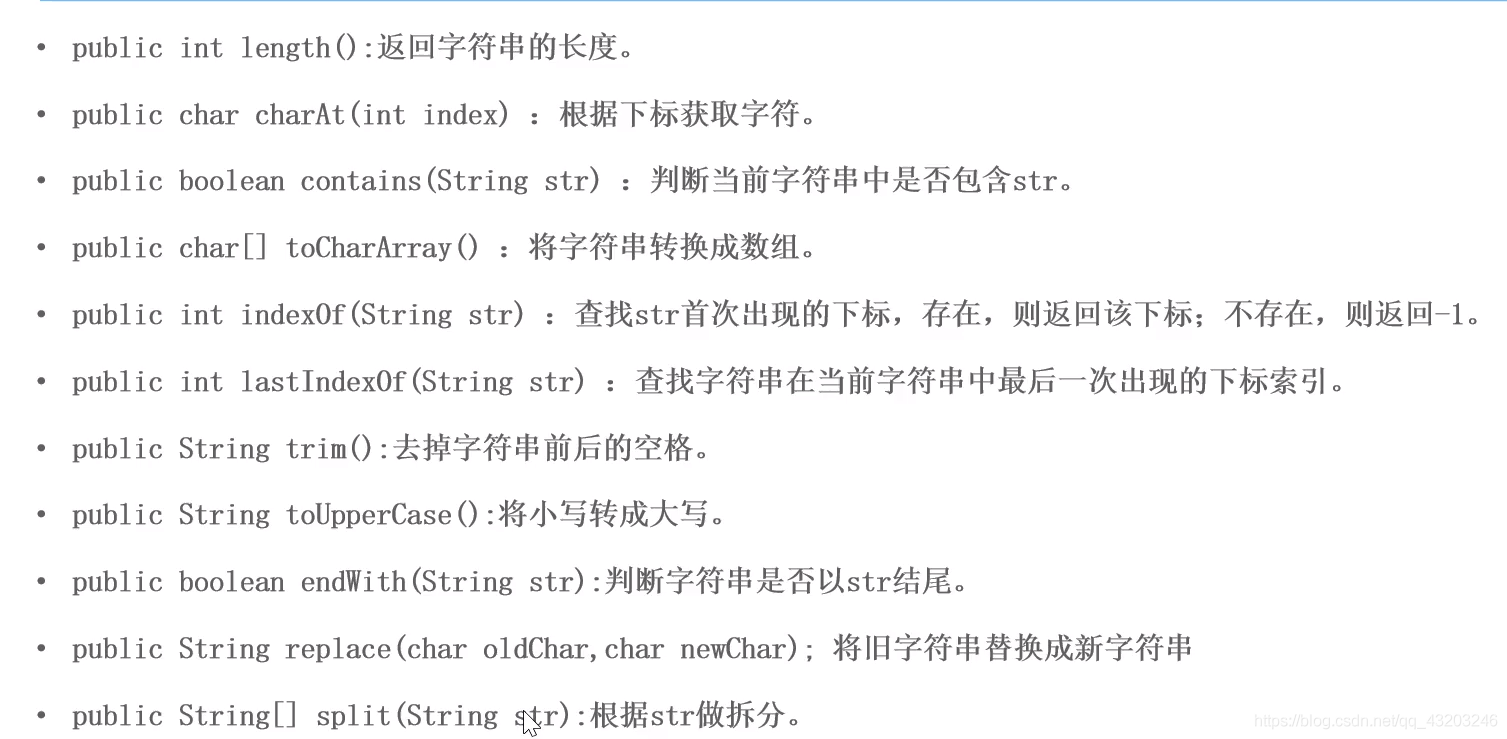 • public int length():返回字符串的长度。
• public char charAt(int index) ：根据下标获取字符。
• public boolean contains(String str) ：判断当前字符串中是否包含str。
• public char[] toCharArray() ：将字符串转换成数组。
• public int indexOf(String str) ：查找str首次出现的下标，存在，则返回该下标；不存在，则返回-1。
• public int lastIndexOf(String str) ：查找字符串在当前字符串中最后一次出现的下标索引。
• public String trim():去掉字符串前后的空格。
• public String toUpperCase():将小写转成大写。
• public boolean endWith(String str):判断字符串是否以str结尾。
• public String replace(char oldChar,char newChar); 将旧字符串替换成新字符串
• public String[] split(String str):根据str做拆分。
https://blog.csdn.net/qq_43203246